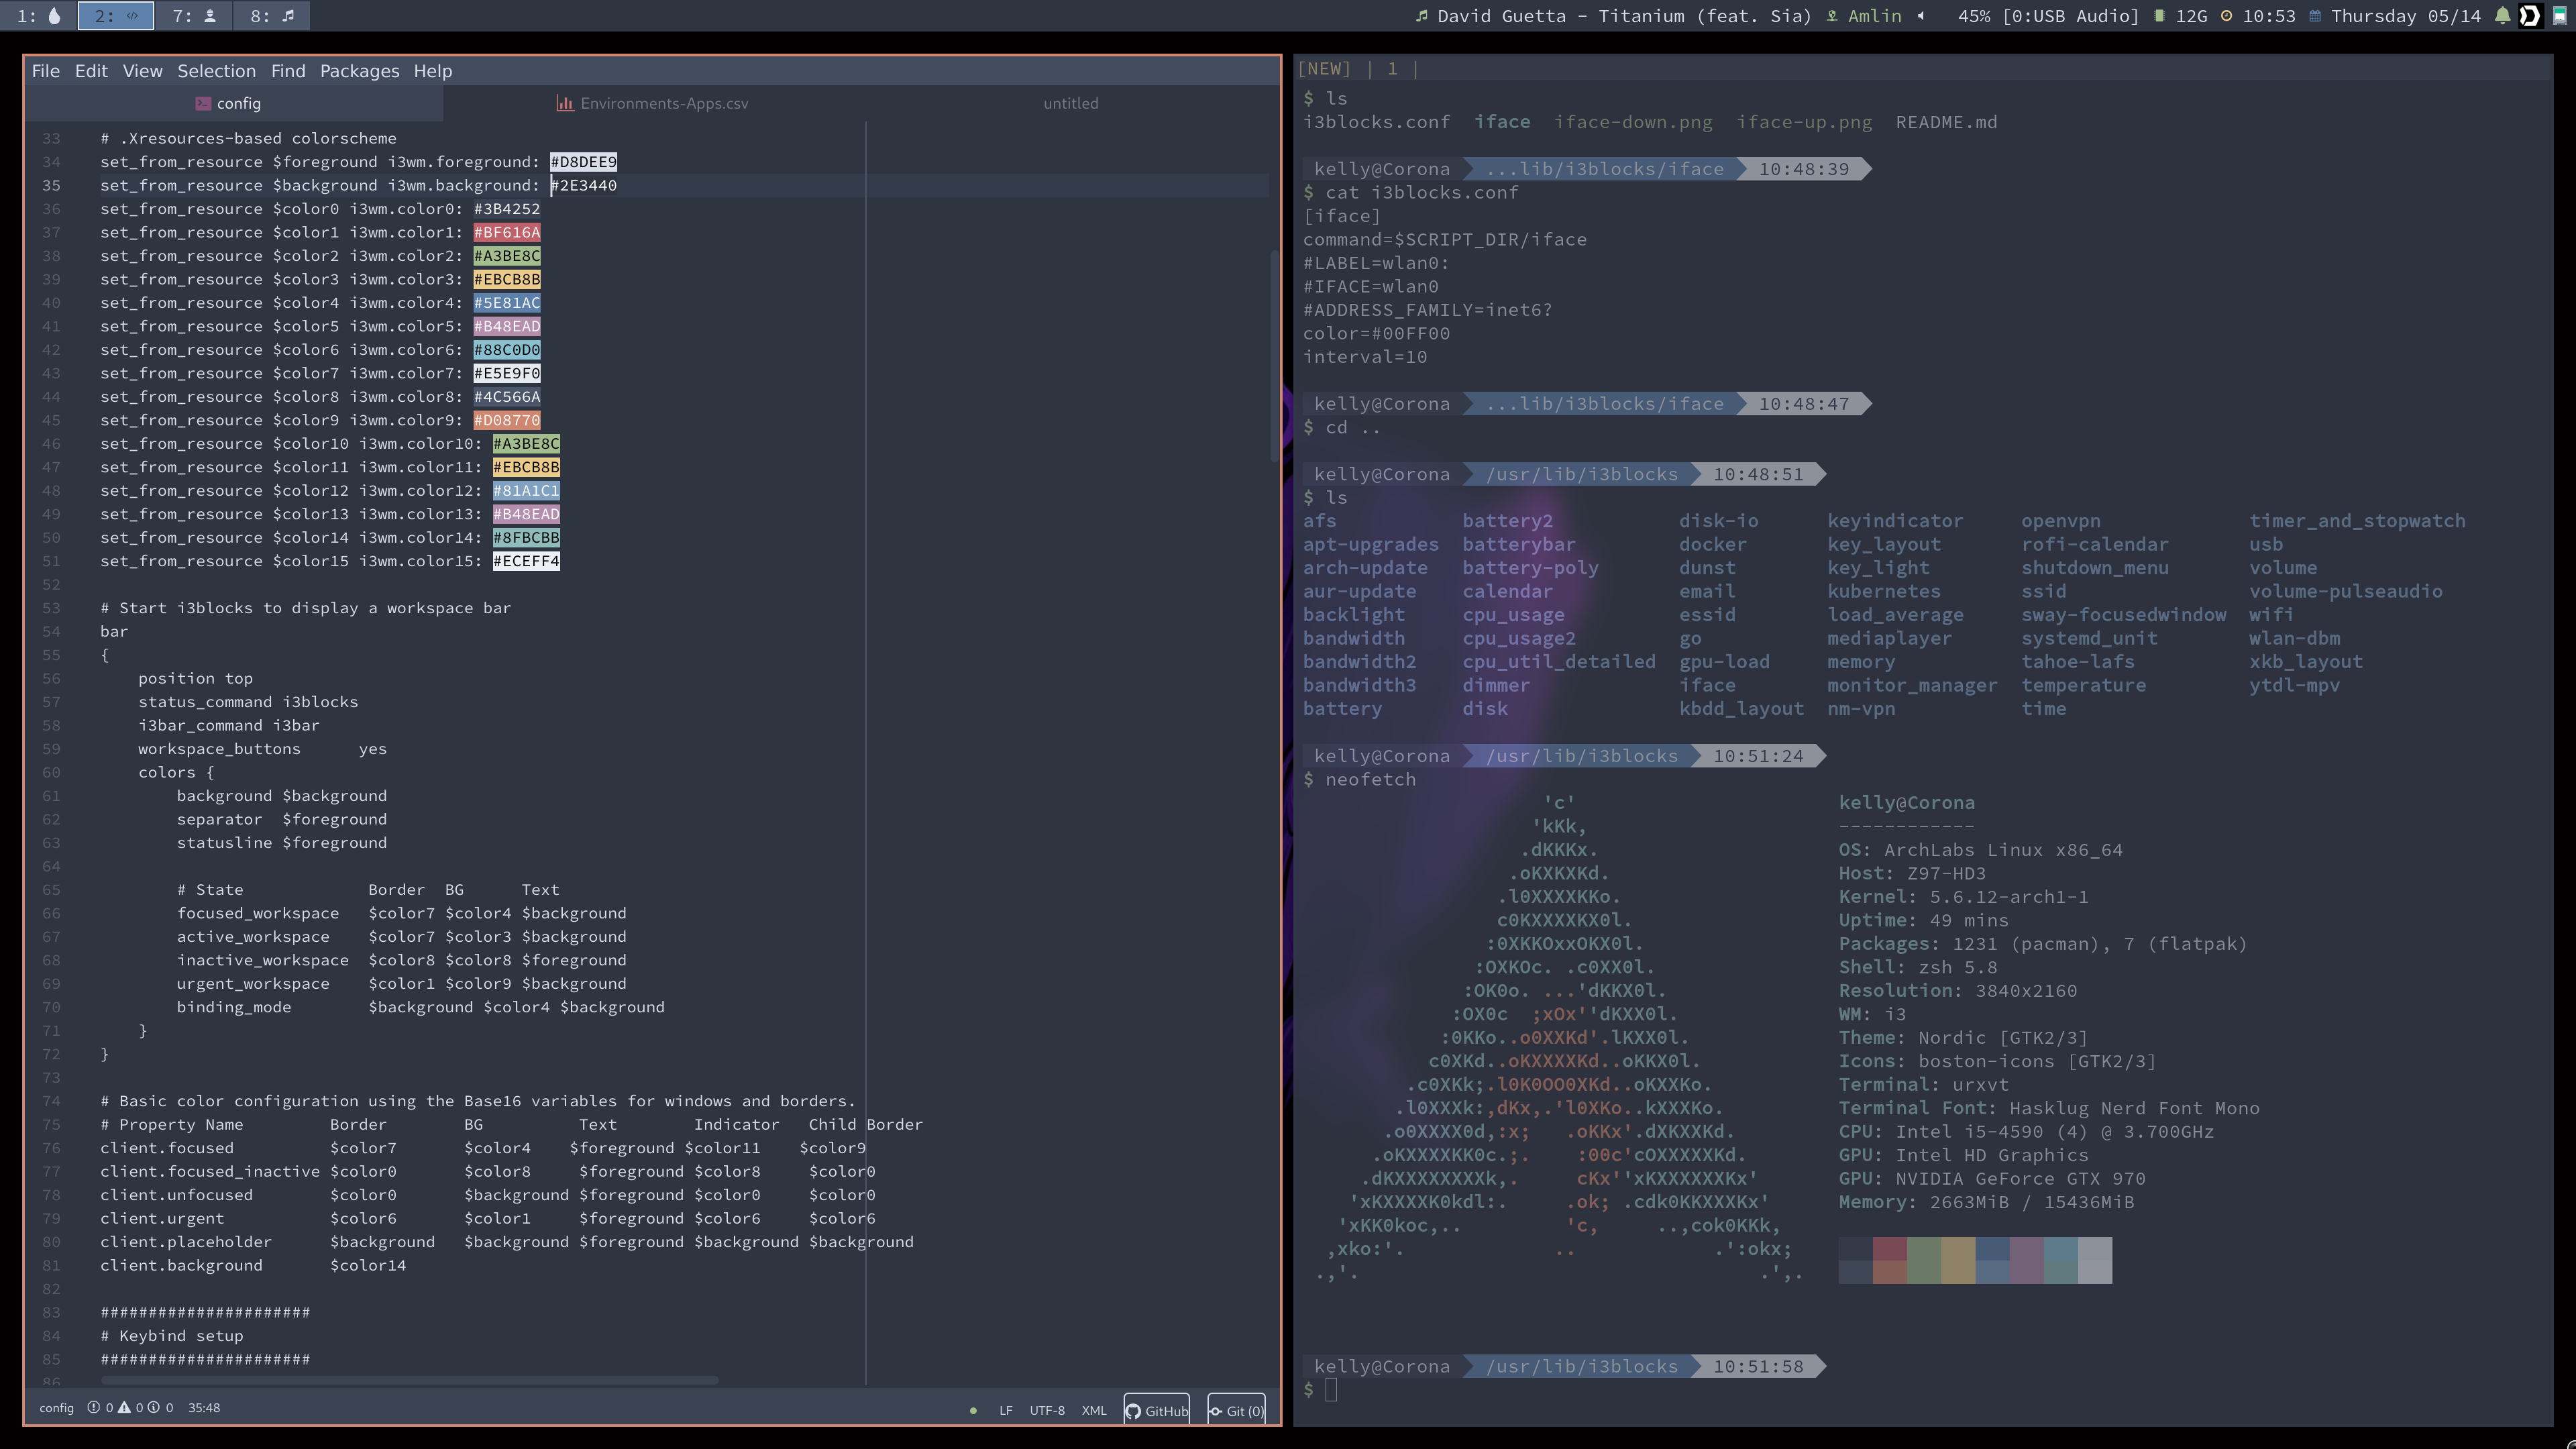 1: 2: 7: 8: David Guetta - Titanium (feat. Sia) Amlin 45% [0:USB Audio] 12G 10:53 Thursday 05/14
File Edit View Selection Find Packages Help
config Environments-Apps.csv untitled
33 # .Xresources-based colorscheme
34 set_from_resource $foreground i3wm.foreground: #D8DEE9
35 set_from_resource $background i3wm.background: #2E3440
36 set_from_resource $color0 i3wm.color0: #3B4252
37 set_from_resource $color1 i3wm.color1: #BF616A
38 set_from_resource $color2 i3wm.color2: #A3BE8C
39 set_from_resource $color3 i3wm.color3: #EBCB8B
40 set_from_resource $color4 i3wm.color4: #5E81AC
41 set_from_resource $color5 i3wm.color5: #B48EAD
42 set_from_resource $color6 i3wm.color6: #88C0D0
43 set_from_resource $color7 i3wm.color7: #E5E9F0
44 set_from_resource $color8 i3wm.color8: #4C566A
45 set_from_resource $color9 i3wm.color9: #D08770
46 set_from_resource $color10 i3wm.color10: #A3BE8C
47 set_from_resource $color11 i3wm.color11: #EBCB8B
48 set_from_resource $color12 i3wm.color12: #81A1C1
49 set_from_resource $color13 i3wm.color13: #B48EAD
50 set_from_resource $color14 i3wm.color14: #8FBCBB
51 set_from_resource $color15 i3wm.color15: #ECEFF4
52
53 # Start i3blocks to display a workspace bar
54 bar
55 {
56 position top
57 status_command i3blocks
58 i3bar_command i3bar
59 workspace_buttons yes
60 colors {
61 background $background
62 separator $foreground
63 statusline $foreground
64
65 # State Border BG Text
66 focused_workspace $color7 $color4 $background
67 active_workspace $color7 $color3 $background
68 inactive_workspace $color8 $color8 $foreground
69 urgent_workspace $color1 $color9 $background
70 binding_mode $background $color4 $background
71 }
72 }
73
74 # Basic color configuration using the Base16 variables for windows and borders.
75 # Property Name Border BG Text Indicator Child Border
76 client.focused $color7 $color4 $foreground $color11 $color9
77 client.focused_inactive $color0 $color8 $foreground $color8 $color0
78 client.unfocused $color0 $background $foreground $color0 $color0
79 client.urgent $color6 $color1 $foreground $color6 $color6
80 client.placeholder $background $background $foreground $background $background
81 client.background $color14
82
83 ######################
84 # Keybind setup
85 ######################
86
config 0 0 0 35:48 LF UTF-8 XML GitHub Git (0)
[NEW] | 1 |
$ ls
i3blocks.conf iface iface-down.png iface-up.png README.md
kelly@Corona ...lib/i3blocks/iface 10:48:39
$ cat i3blocks.conf
[iface]
command=$SCRIPT_DIR/iface
#LABEL=wlan0:
#IFACE=wlan0
#ADDRESS_FAMILY=inet6?
color=#00FF00
interval=10
kelly@Corona ...lib/i3blocks/iface 10:48:47
$ cd ..
kelly@Corona /usr/lib/i3blocks 10:48:51
$ ls
afs battery2 disk-io keyindicator openvpn timer_and_stopwatch
apt-upgrades batterybar docker key_layout rofi-calendar usb
arch-update battery-poly dunst key_light shutdown_menu volume
aur-update calendar email kubernetes ssid volume-pulseaudio
backlight cpu_usage essid load_average sway-focusedwindow wifi
bandwidth cpu_usage2 go mediaplayer systemd_unit wlan-dbm
bandwidth2 cpu_util_detailed gpu-load memory tahoe-lafs xkb_layout
bandwidth3 dimmer iface monitor_manager temperature ytdl-mpv
battery disk kbdd_layout nm-vpn time
kelly@Corona /usr/lib/i3blocks 10:51:24
$ neofetch
'c' kelly@Corona
'kKk, ------------
.dKKKx. OS: ArchLabs Linux x86_64
.oKXKXKd. Host: Z97-HD3
.l0XXXXKKo. Kernel: 5.6.12-arch1-1
c0KXXXXKX0l. Uptime: 49 mins
:0XKKOxxOKX0l. Packages: 1231 (pacman), 7 (flatpak)
:OXKOc. .c0XX0l. Shell: zsh 5.8
:OK0o. ...'dKKX0l. Resolution: 3840x2160
:OX0c ;xOx''dKXX0l. WM: i3
:0KKo..o0XXKd'.lKXX0l. Theme: Nordic [GTK2/3]
c0XKd..oKXXXXKd..oKKX0l. Icons: boston-icons [GTK2/3]
.c0XKk;.l0K0OO0XKd..oKXXKo. Terminal: urxvt
.l0XXXk:,dKx,.'l0XKo..kXXXKo. Terminal Font: Hasklug Nerd Font Mono
.o0XXXX0d,:x; .oKKx'.dXKXXKd. CPU: Intel i5-4590 (4) @ 3.700GHz
.oKXXXXKK0c.;. :00c'cOXXXXXKd. GPU: Intel HD Graphics
.dKXXXXXXXXk,. cKx''xKXXXXXXKx' GPU: NVIDIA GeForce GTX 970
'xKXXXXK0kdl:. .ok; .cdk0KKXXXKx' Memory: 2663MiB / 15436MiB
'xKK0koc,.. 'c, ..,cok0KKk,
,xko:'. .. .':okx;
.,'. .',.
kelly@Corona /usr/lib/i3blocks 10:51:58
$